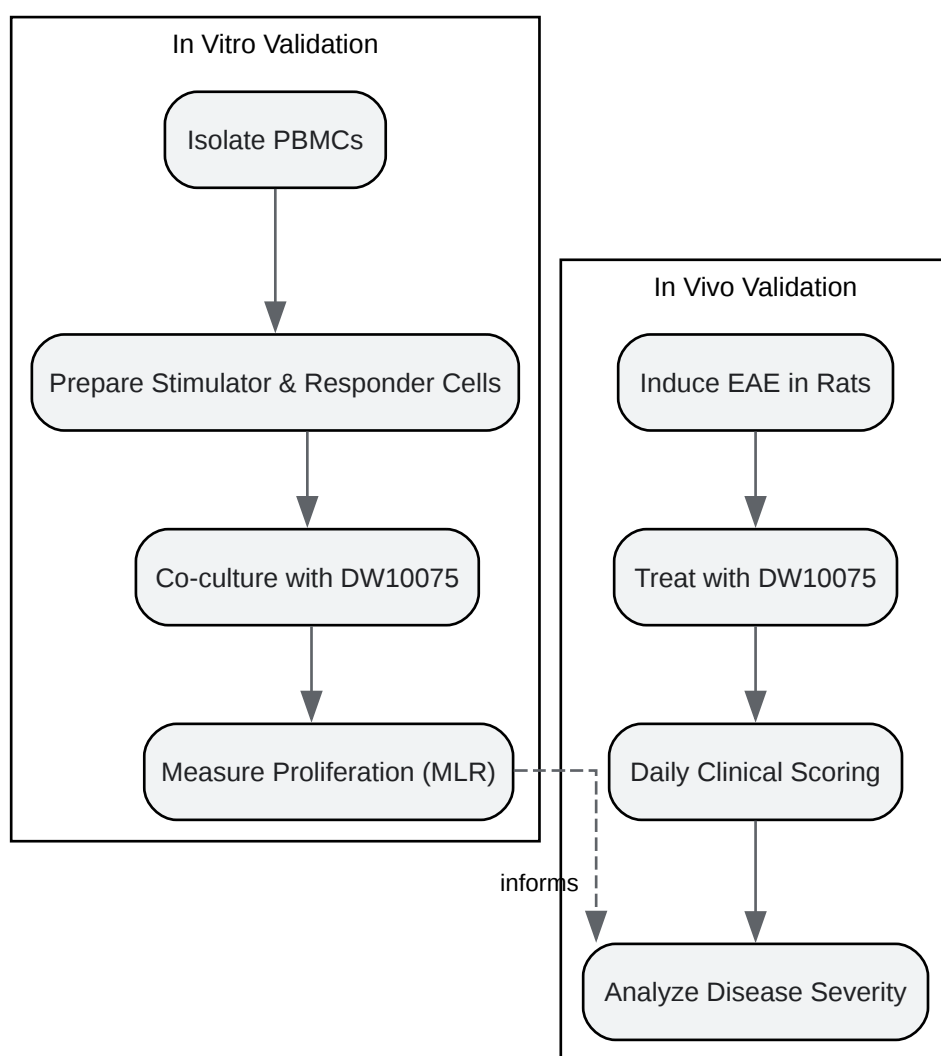 In Vitro Validation
Isolate PBMCs
Prepare Stimulator & Responder Cells
Co-culture with DW10075
Measure Proliferation (MLR)
informs
In Vivo Validation
Induce EAE in Rats
Treat with DW10075
Daily Clinical Scoring
Analyze Disease Severity